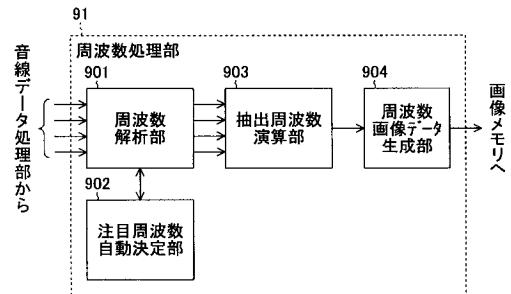 91
周波数処理部
音線データ処理部から
901
周波数
解析部
903
抽出周波数
演算部
904
周波数
画像データ
生成部
画像メモリへ
902
注目周波数
自動決定部